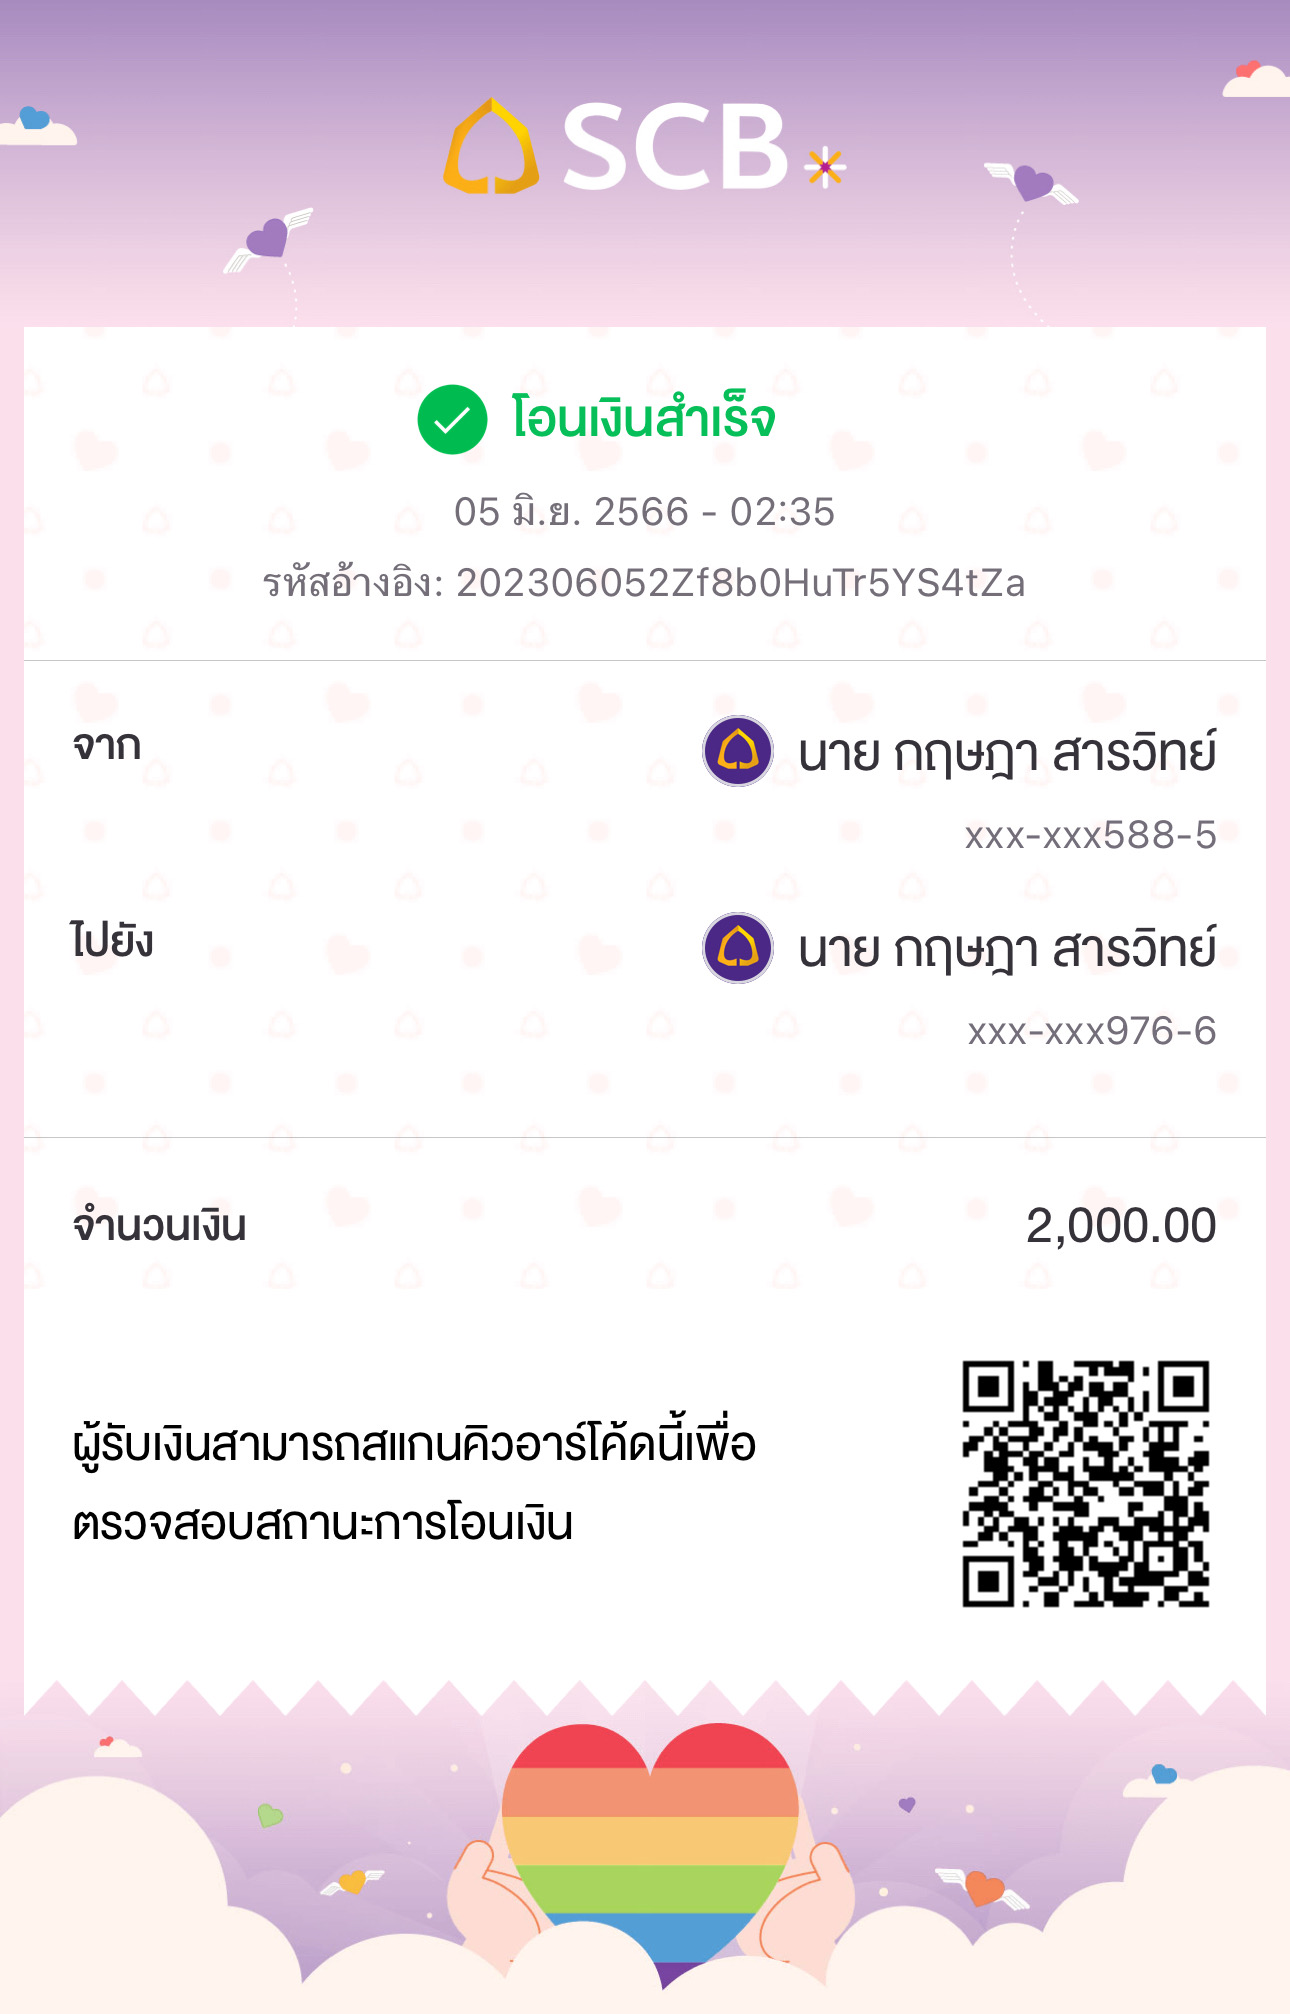 SCB
โอนเงินสำเร็จ
05 มิ.ย. 2566 - 02:35
รหัสอ้างอิง: 202306052Zf8b0HuTr5YS4tZa
จาก
นาย กฤษฎา สารวิทย์
xxx-xxx588-5
ไปยัง
นาย กฤษฎา สารวิทย์
xxx-xxx976-6
จำนวนเงิน 2,000.00
ผู้รับเงินสามารถสแกนคิวอาร์โค้ดนี้เพื่อ
ตรวจสอบสถานะการโอนเงิน